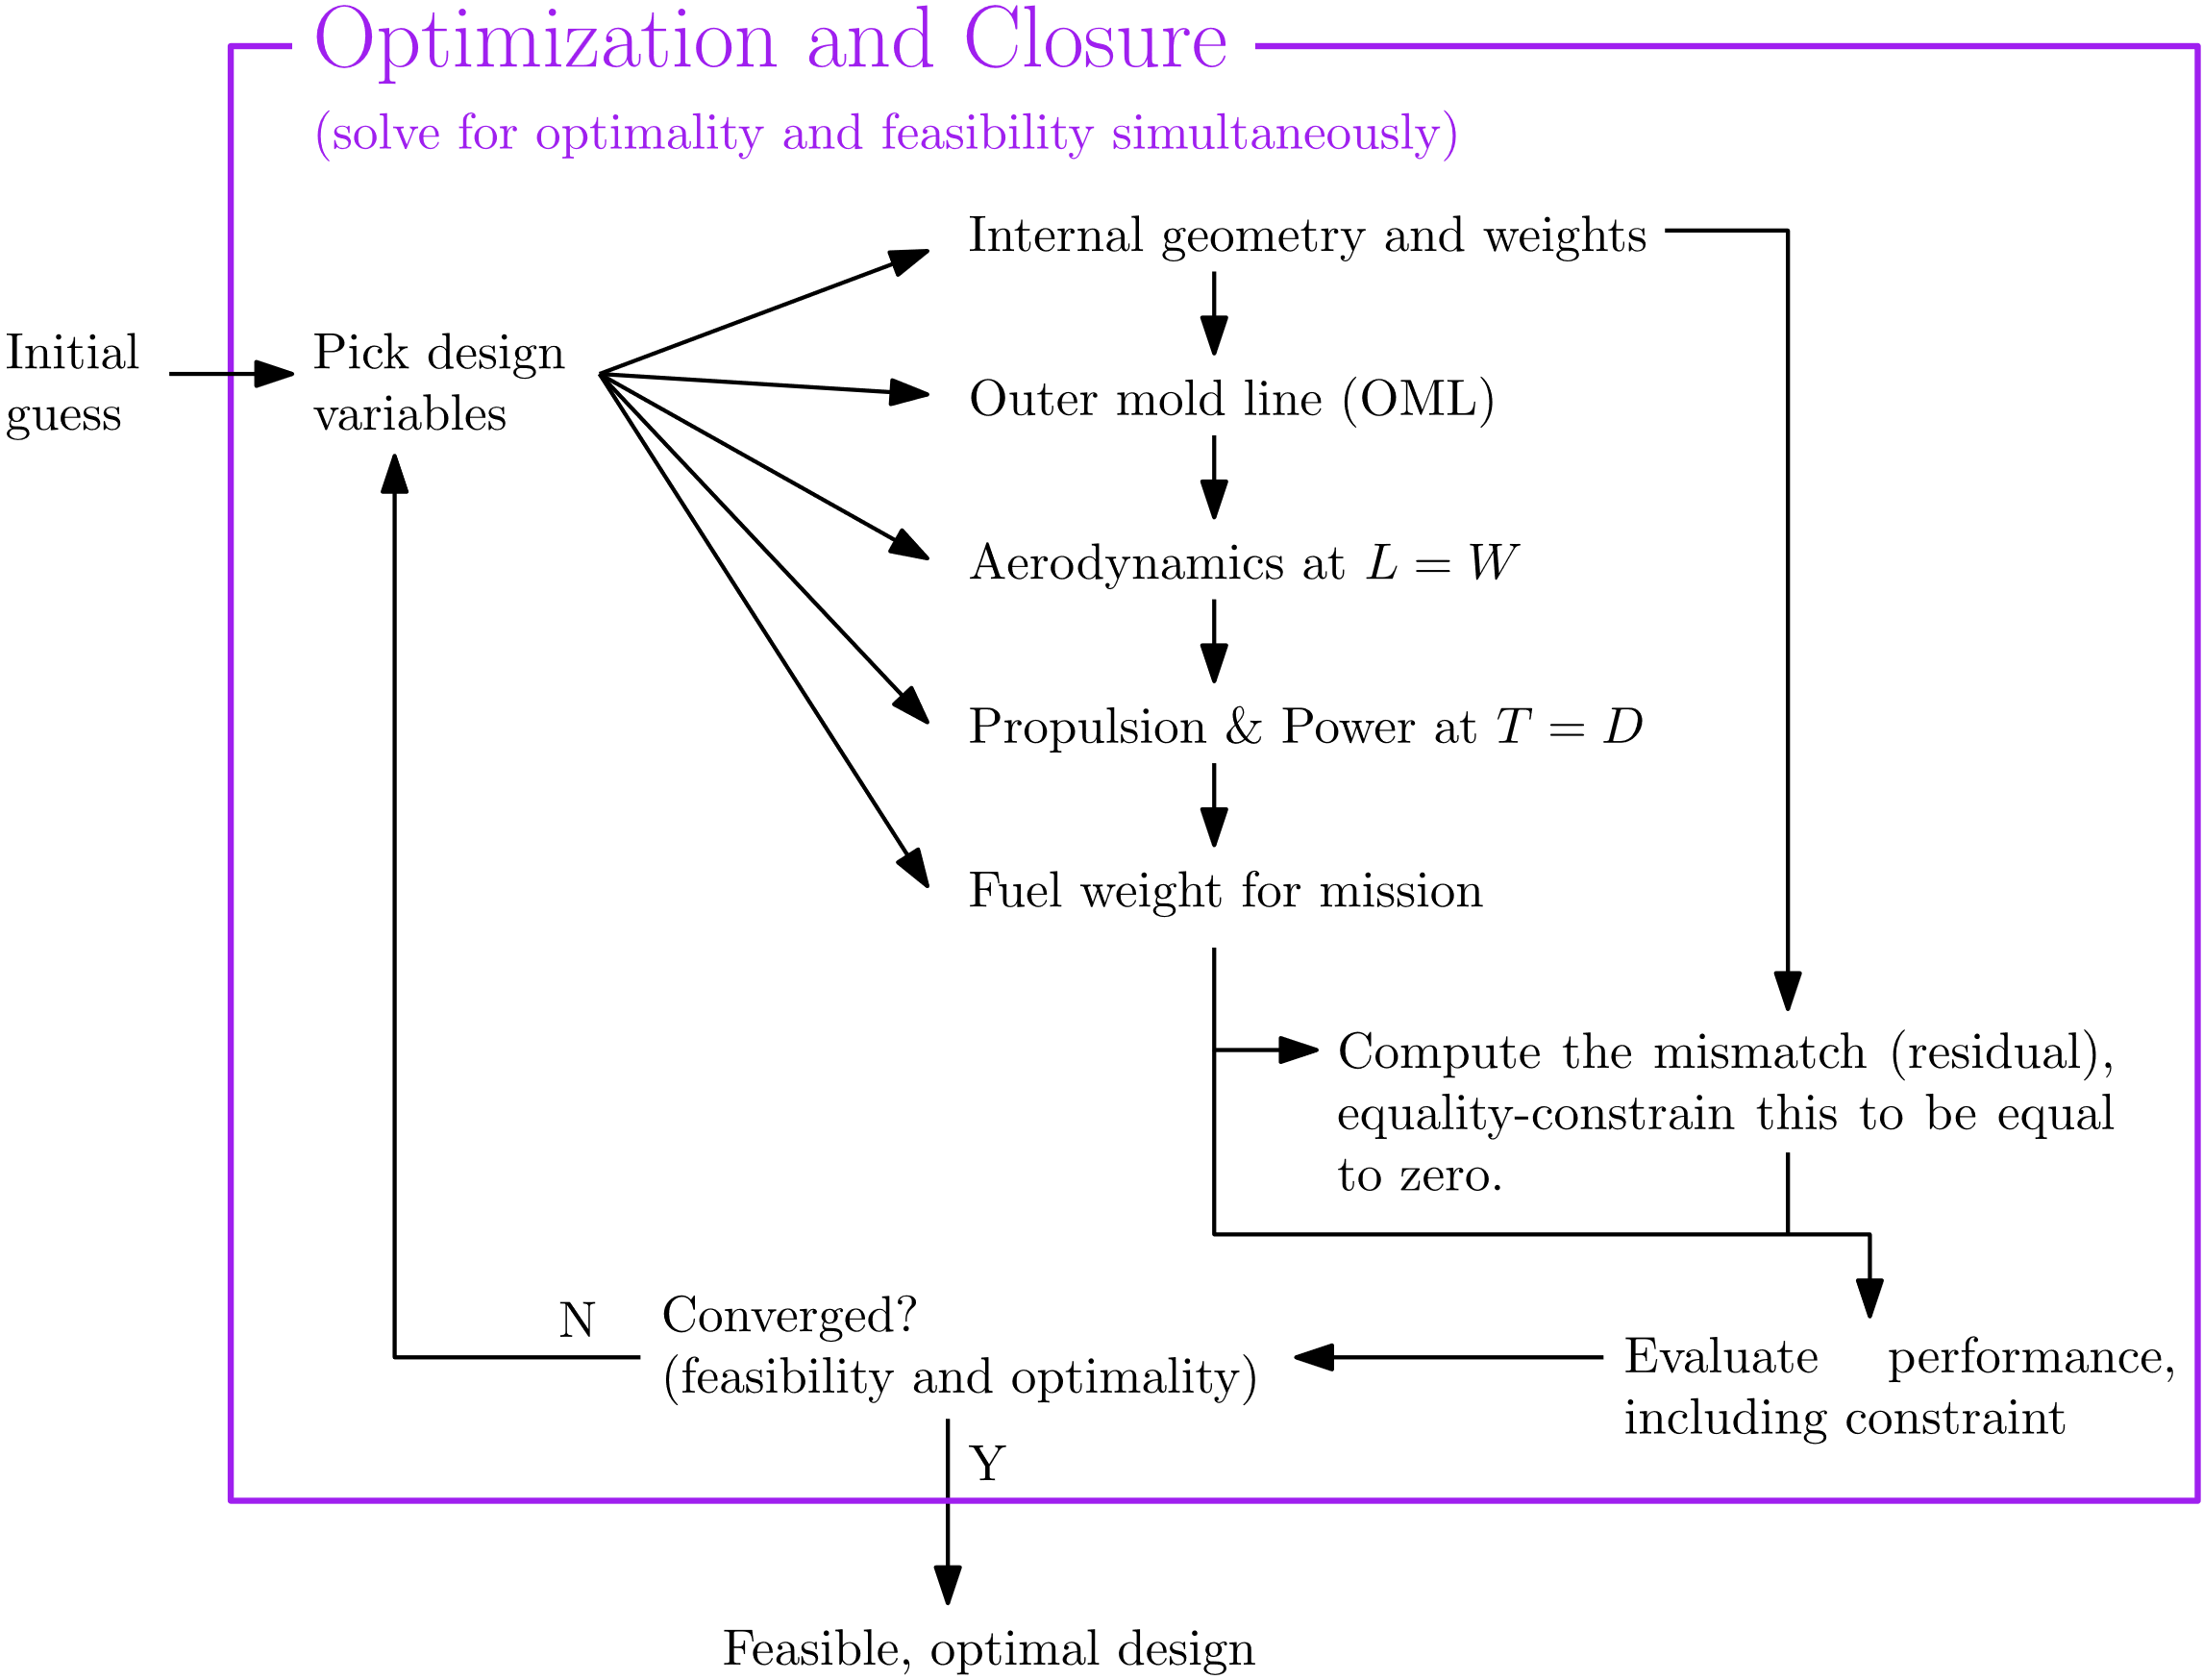 Optimization and Closure
(solve for optimality and feasibility simultaneously)
Internal geometry and weights
Initial
guess
Pick design
variables
Outer mold line (OML)
Aerodynamics at L = W
Propulsion & Power at T = D
Fuel weight for mission
Compute the mismatch (residual),
equality-constrain this to be equal
to zero.
Evaluate performance,
including constraint
Converged?
(feasibility and optimality)
N
Y
Feasible, optimal design